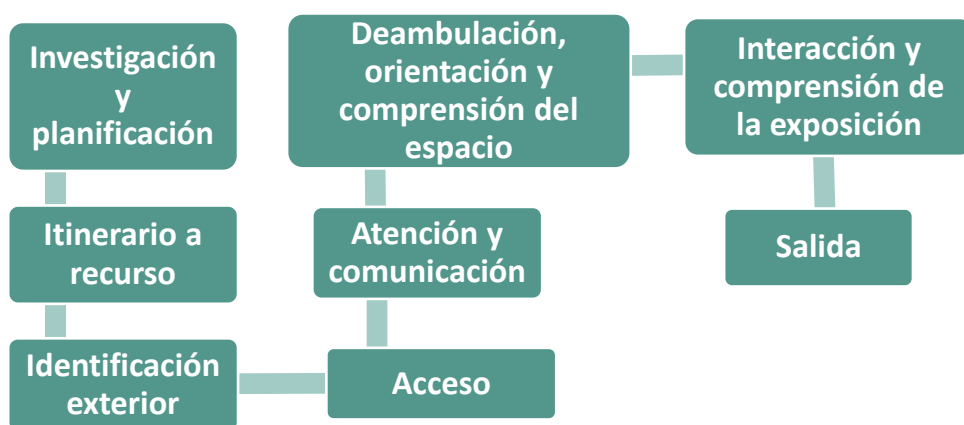 Investigación
y
planificación
Itinerario a
recurso
Identificación
exterior
Acceso
Atención y
comunicación
Deambulación,
orientación y
comprensión del
espacio
Interacción y
comprensión de
la exposición
Salida